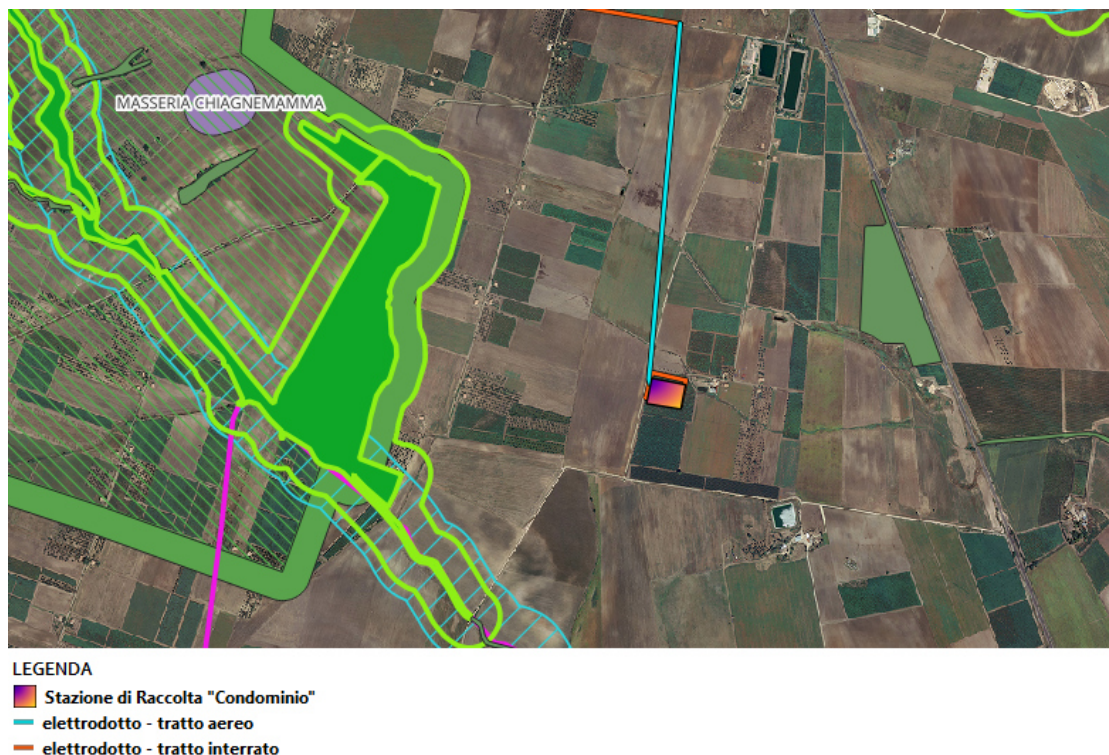 MASSERIA CHIAGNEMAMMA
LEGENDA
Stazione di Raccolta "Condominio"
elettrodotto - tratto aereo
elettrodotto - tratto interrato